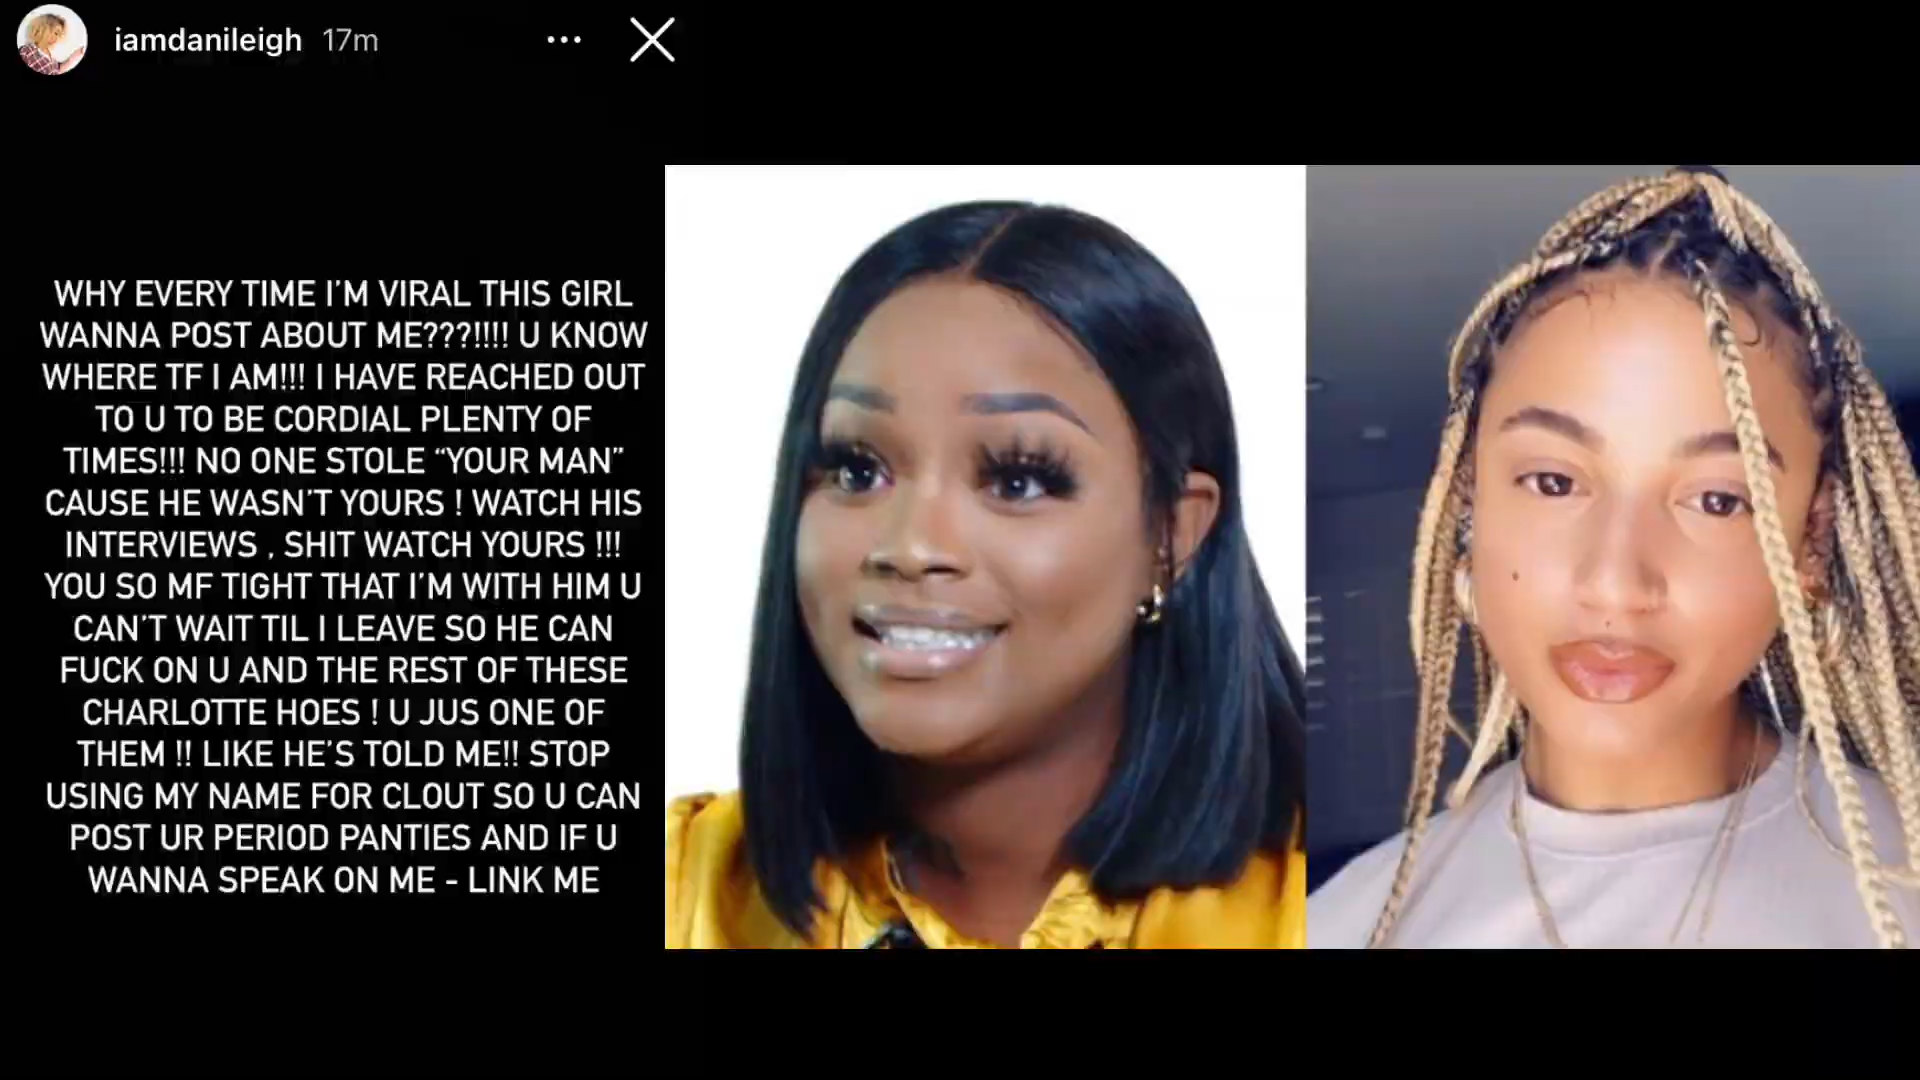 iamdanileigh 17m
WHY EVERY TIME I'M VIRAL THIS GIRL
WANNA POST ABOUT ME???!!!! U KNOW
WHERE TF I AM!!! I HAVE REACHED OUT
TO U TO BE CORDIAL PLENTY OF
TIMES!!! NO ONE STOLE “YOUR MAN”
CAUSE HE WASN'T YOURS ! WATCH HIS
INTERVIEWS , SHIT WATCH YOURS !!!
YOU SO MF TIGHT THAT I'M WITH HIM U
CAN'T WAIT TIL I LEAVE SO HE CAN
FUCK ON U AND THE REST OF THESE
CHARLOTTE HOES ! U JUS ONE OF
THEM !! LIKE HE'S TOLD ME!! STOP
USING MY NAME FOR CLOUT SO U CAN
POST UR PERIOD PANTIES AND IF U
WANNA SPEAK ON ME - LINK ME